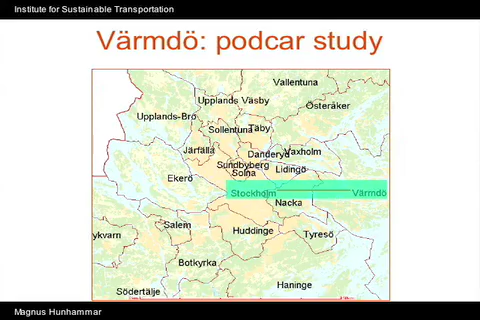 Institute for Sustainable Transportation
Värmdö: podcar study
Vallentuna
Upplands Väsby
Österåker
Upplands-Bro
Sollentuna
Täby
Järfälla
Danderyd
Vaxholm
Sundbyberg
Solna
Lidingö
Ekerö
Stockholm
Värmdö
Nacka
Salem
Huddinge
Tyresö
ykvarn
Botkyrka
Haninge
Södertälje
Magnus Hunhammar